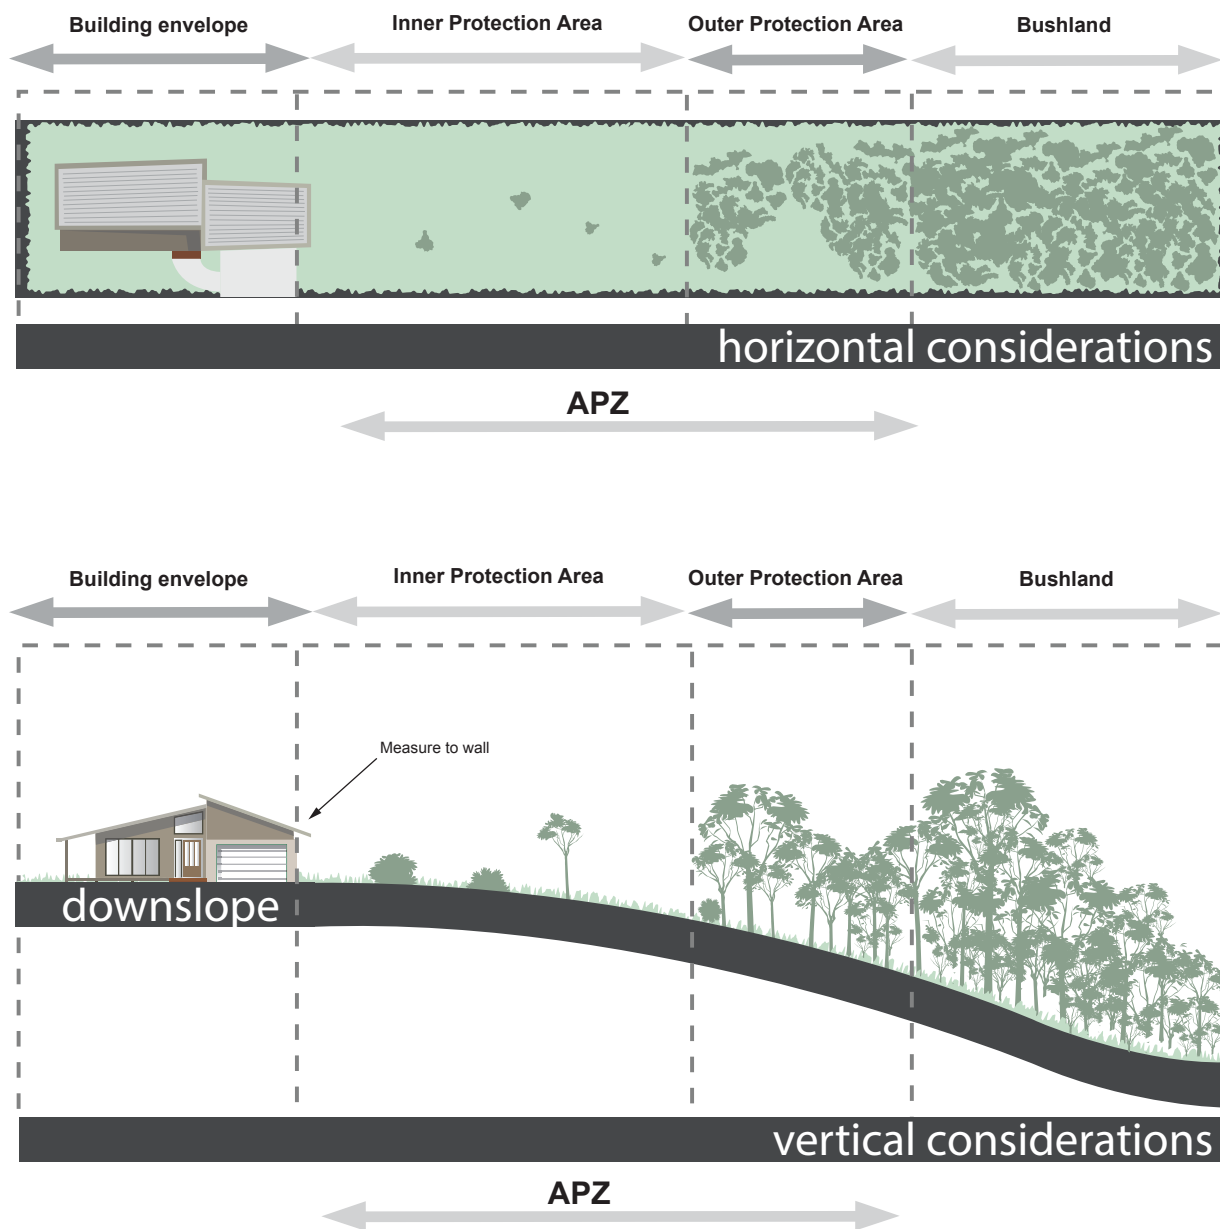 Building envelope Inner Protection Area Outer Protection Area Bushland
horizontal considerations
APZ
Building envelope Inner Protection Area Outer Protection Area Bushland
Measure to wall
downslope
vertical considerations
APZ